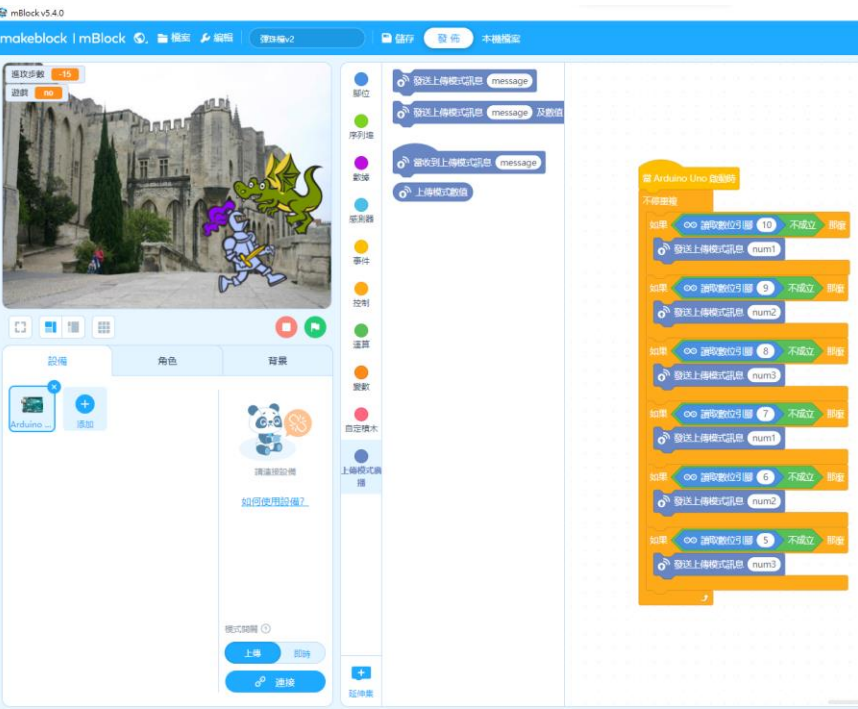 mBlock v5.4.0
makeblock | mBlock
檔案
編輯
彈珠檯v2
儲存
發佈
本機檔案
進攻步數 -15
遊戲 no
設備
角色
背景
Arduino ...
添加
請連接設備
如何使用設備?
模式開關
上傳
即時
連接
腳位
序列埠
數據
感測器
事件
控制
運算
變數
自定積木
上傳模式廣播
延伸集
發送上傳模式訊息 message
發送上傳模式訊息 message 及數值
當收到上傳模式訊息 message
上傳模式數值
當 Arduino Uno 啟動時
不停重複
如果 讀取數位引腳 10 不成立 那麼
發送上傳模式訊息 num1
如果 讀取數位引腳 9 不成立 那麼
發送上傳模式訊息 num2
如果 讀取數位引腳 8 不成立 那麼
發送上傳模式訊息 num3
如果 讀取數位引腳 7 不成立 那麼
發送上傳模式訊息 num1
如果 讀取數位引腳 6 不成立 那麼
發送上傳模式訊息 num2
如果 讀取數位引腳 5 不成立 那麼
發送上傳模式訊息 num3